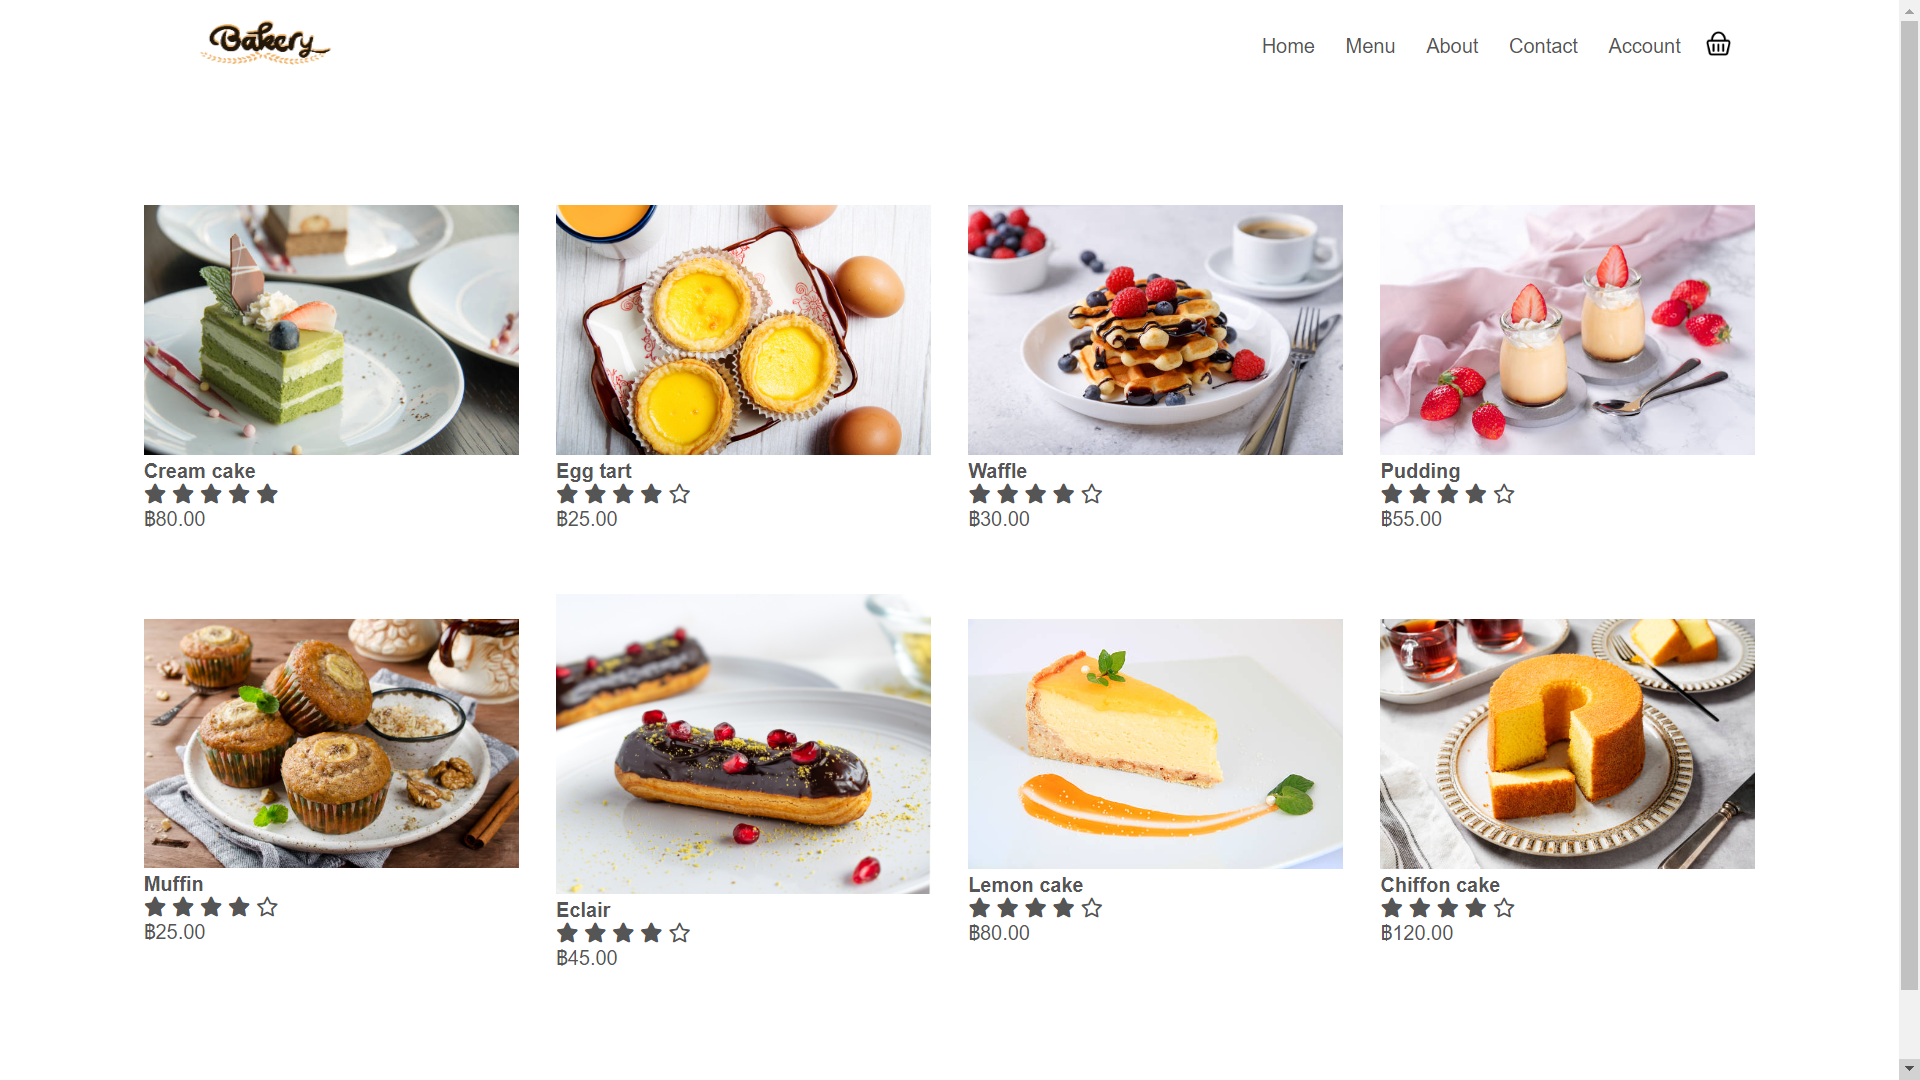 Bakery
Home Menu About Contact Account
Cream cake
฿80.00
Egg tart
฿25.00
Waffle
฿30.00
Pudding
฿55.00
Muffin
฿25.00
Eclair
฿45.00
Lemon cake
฿80.00
Chiffon cake
฿120.00